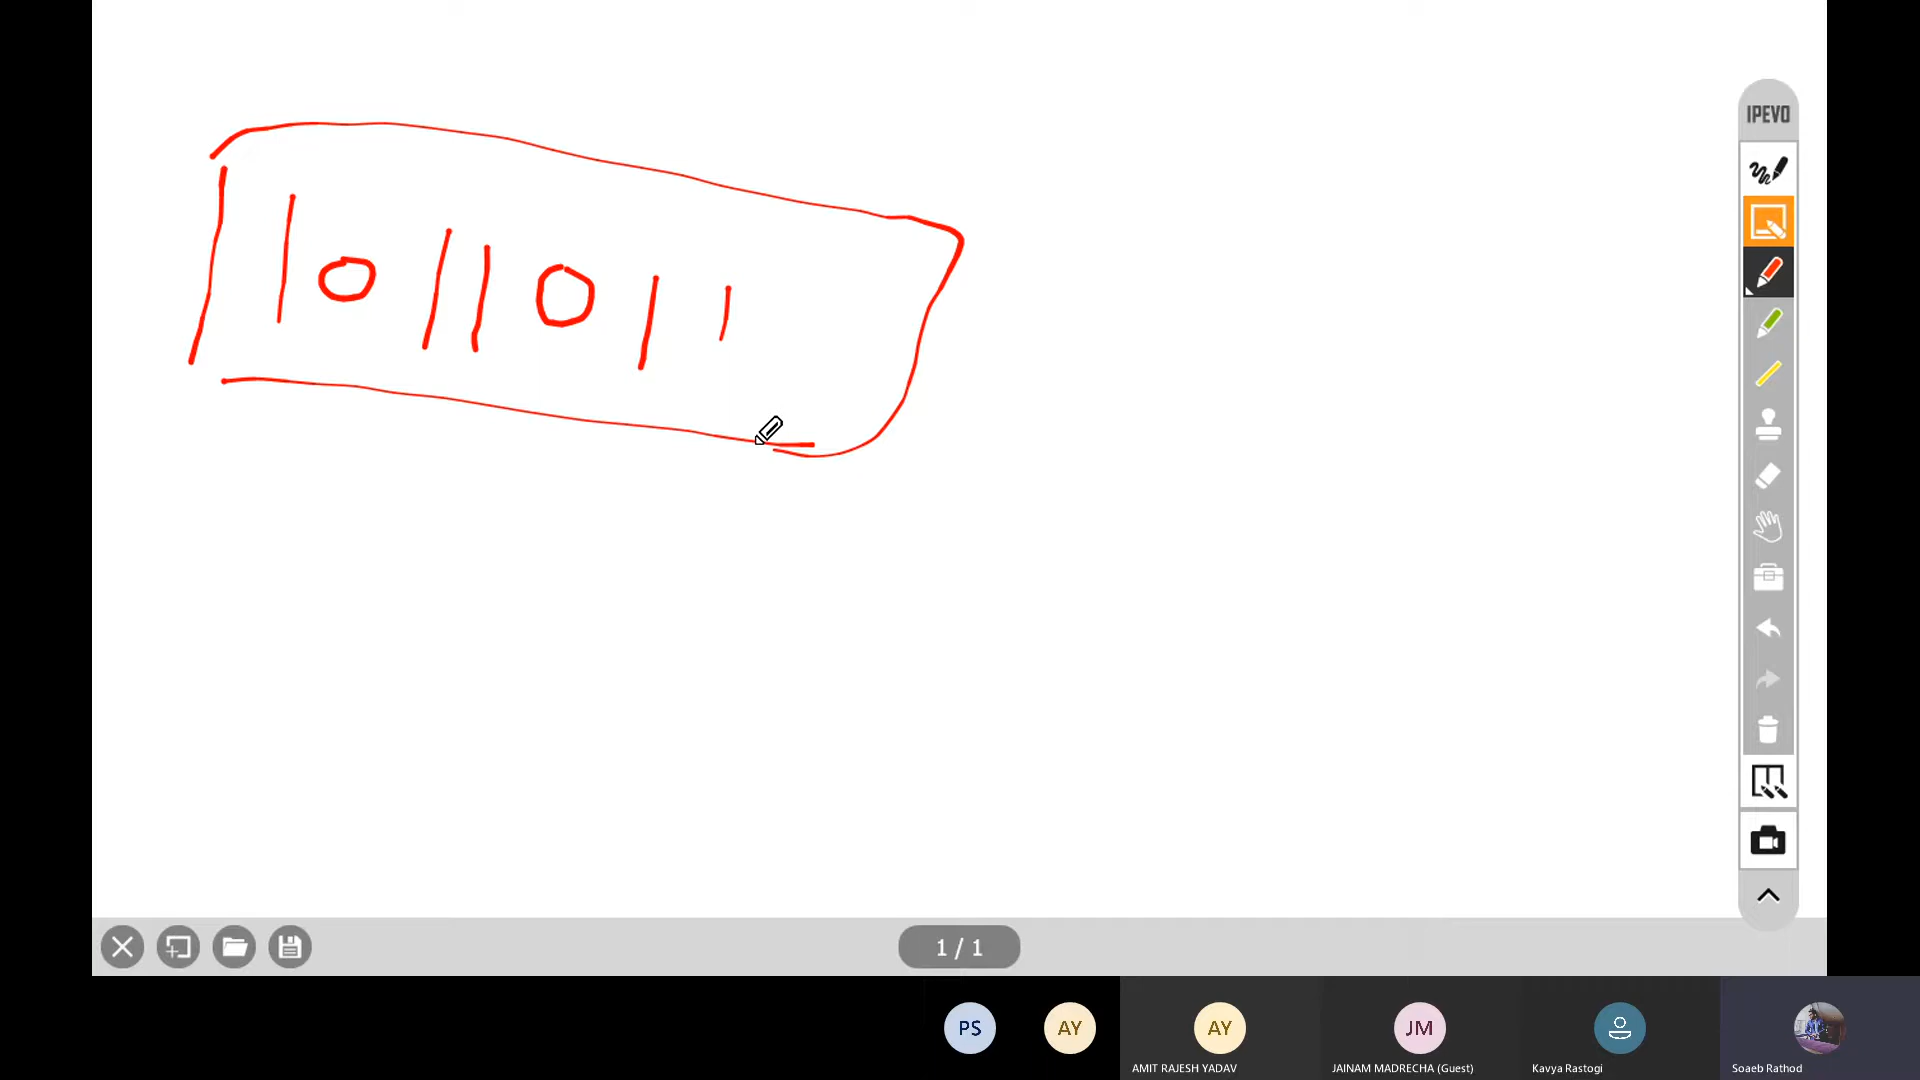 IPEVO
1011011
1 / 1
PS
AY
AY
JM
AMIT RAJESH YADAV
JAINAM MADRECHA (Guest)
Kavya Rastogi
Soaeb Rathod